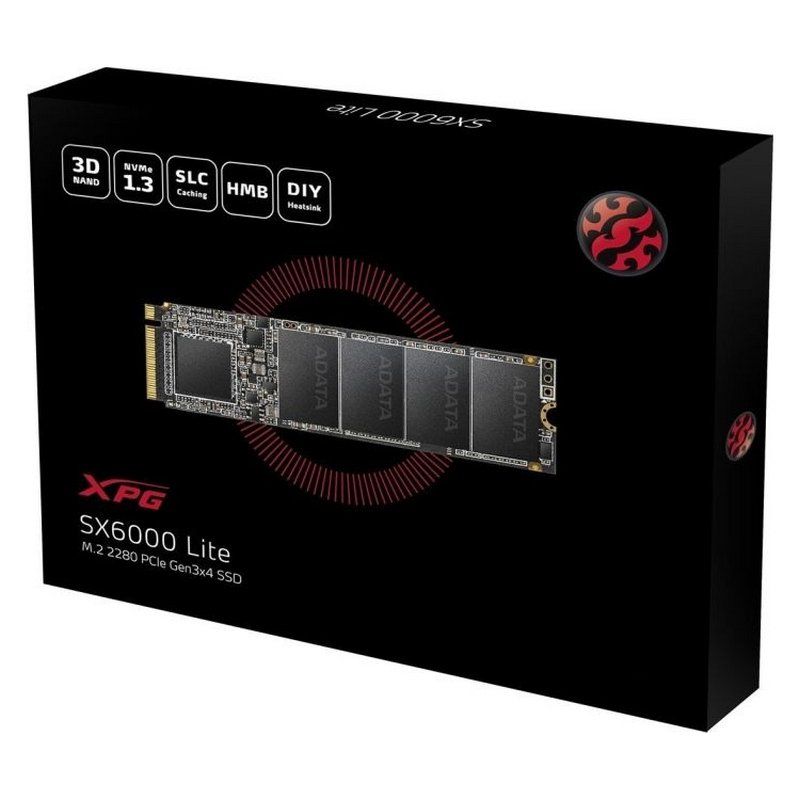 SX6000 Lite
3D
NAND
NVMe
1.3
SLC
Caching
HMB
DIY
Heatsink
ADATA
ADATA
ADATA
ADATA
XPG
SX6000 Lite
M.2 2280 PCIe Gen3x4 SSD